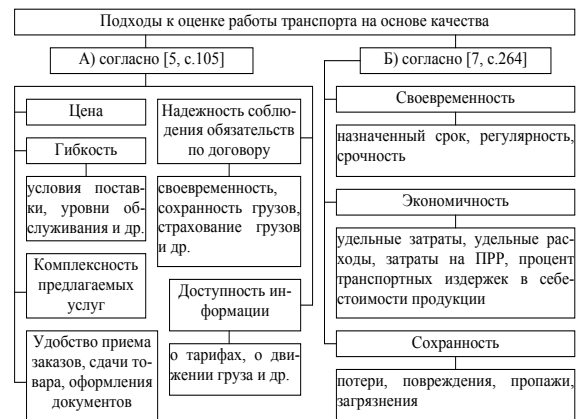 Подходы к оценке работы транспорта на основе качества
А) согласно [5, с.105]
Цена
Гибкость
условия постав-
ки, уровни об-
служивания и др.
Комплексность
предлагаемых
услуг
Удобство приема
заказов, сдачи то-
вара, оформления
документов
Надежность соблю-
дения обязательств
по договору
своевременность,
сохранность грузов,
страхование грузов
и др.
Доступность ин-
формации
о тарифах, о дви-
жении груза и др.
Б) согласно [7, с.264]
Своевременность
назначенный срок, регулярность,
срочность
Экономичность
удельные затраты, удельные рас-
ходы, затраты на ПРР, процент
транспортных издержек в себе-
стоимости продукции
Сохранность
потери, повреждения, пропажи,
загрязнения